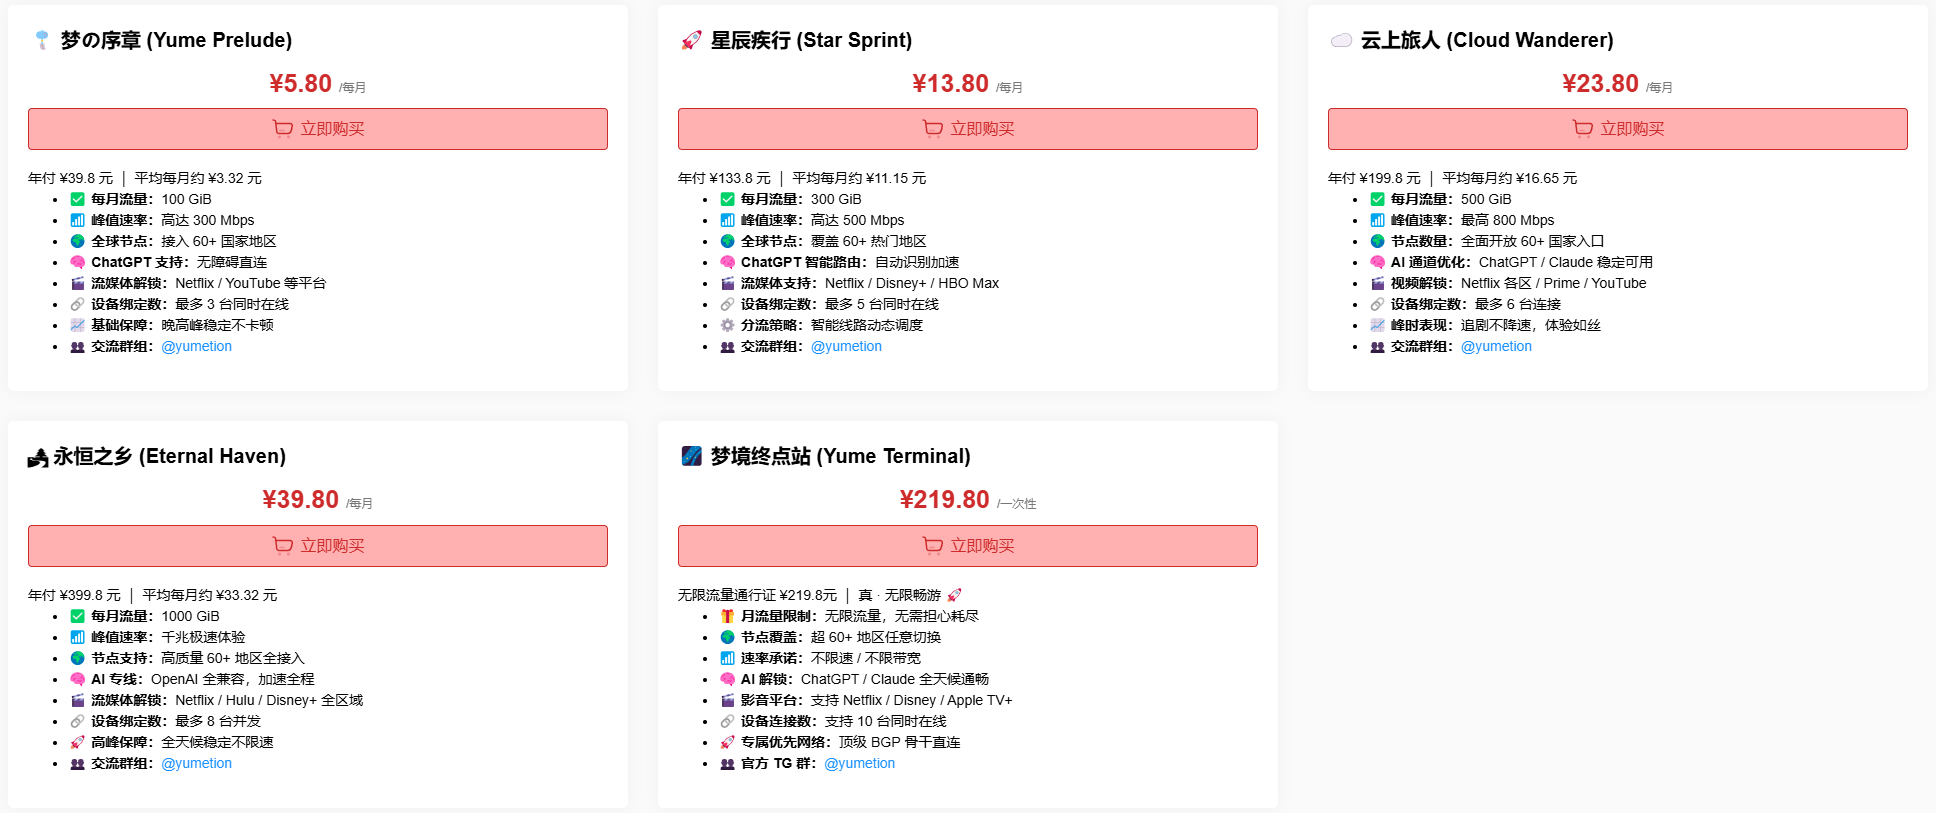 梦の序章 (Yume Prelude)
¥5.80 /每月
立即购买
年付 ¥39.8 元 │ 平均每月约 ¥3.32 元
✅ 每月流量：100 GiB
📶 峰值速率：高达 300 Mbps
🌍 全球节点：接入 60+ 国家地区
🧠 ChatGPT 支持：无障碍直连
🎬 流媒体解锁：Netflix / YouTube 等平台
🔗 设备绑定数：最多 3 台同时在线
📈 基础保障：晚高峰稳定不卡顿
👥 交流群组：@yumetion
🚀 星辰疾行 (Star Sprint)
¥13.80 /每月
立即购买
年付 ¥133.8 元 │ 平均每月约 ¥11.15 元
✅ 每月流量：300 GiB
📶 峰值速率：高达 500 Mbps
🌍 全球节点：覆盖 60+ 热门地区
🧠 ChatGPT 智能路由：自动识别加速
🎬 流媒体支持：Netflix / Disney+ / HBO Max
🔗 设备绑定数：最多 5 台同时在线
⚙️ 分流策略：智能线路动态调度
👥 交流群组：@yumetion
☁️ 云上旅人 (Cloud Wanderer)
¥23.80 /每月
立即购买
年付 ¥199.8 元 │ 平均每月约 ¥16.65 元
✅ 每月流量：500 GiB
📶 峰值速率：最高 800 Mbps
🌍 节点数量：全面开放 60+ 国家入口
🧠 AI 通道优化：ChatGPT / Claude 稳定可用
🎬 视频解锁：Netflix 各区 / Prime / YouTube
🔗 设备绑定数：最多 6 台连接
📈 峰时表现：追剧不降速，体验如丝
👥 交流群组：@yumetion
🏞 永恒之乡 (Eternal Haven)
¥39.80 /每月
立即购买
年付 ¥399.8 元 │ 平均每月约 ¥33.32 元
✅ 每月流量：1000 GiB
📶 峰值速率：千兆极速体验
🌍 节点支持：高质量 60+ 地区全接入
🧠 AI 专线：OpenAI 全兼容，加速全程
🎬 流媒体解锁：Netflix / Hulu / Disney+ 全区域
🔗 设备绑定数：最多 8 台并发
🚀 高峰保障：全天候稳定不限速
👥 交流群组：@yumetion
🌌 梦境终点站 (Yume Terminal)
¥219.80 /一次性
立即购买
无限流量通行证 ¥219.8元 │ 真 · 无限畅游 🚀
🎁 月流量限制：无限流量，无需担心耗尽
🌍 节点覆盖：超 60+ 地区任意切换
📶 速率承诺：不限速 / 不限带宽
🧠 AI 解锁：ChatGPT / Claude 全天候通畅
🎬 影音平台：支持 Netflix / Disney / Apple TV+
🔗 设备连接数：支持 10 台同时在线
🚀 专属优先网络：顶级 BGP 骨干直连
👥 官方 TG 群：@yumetion